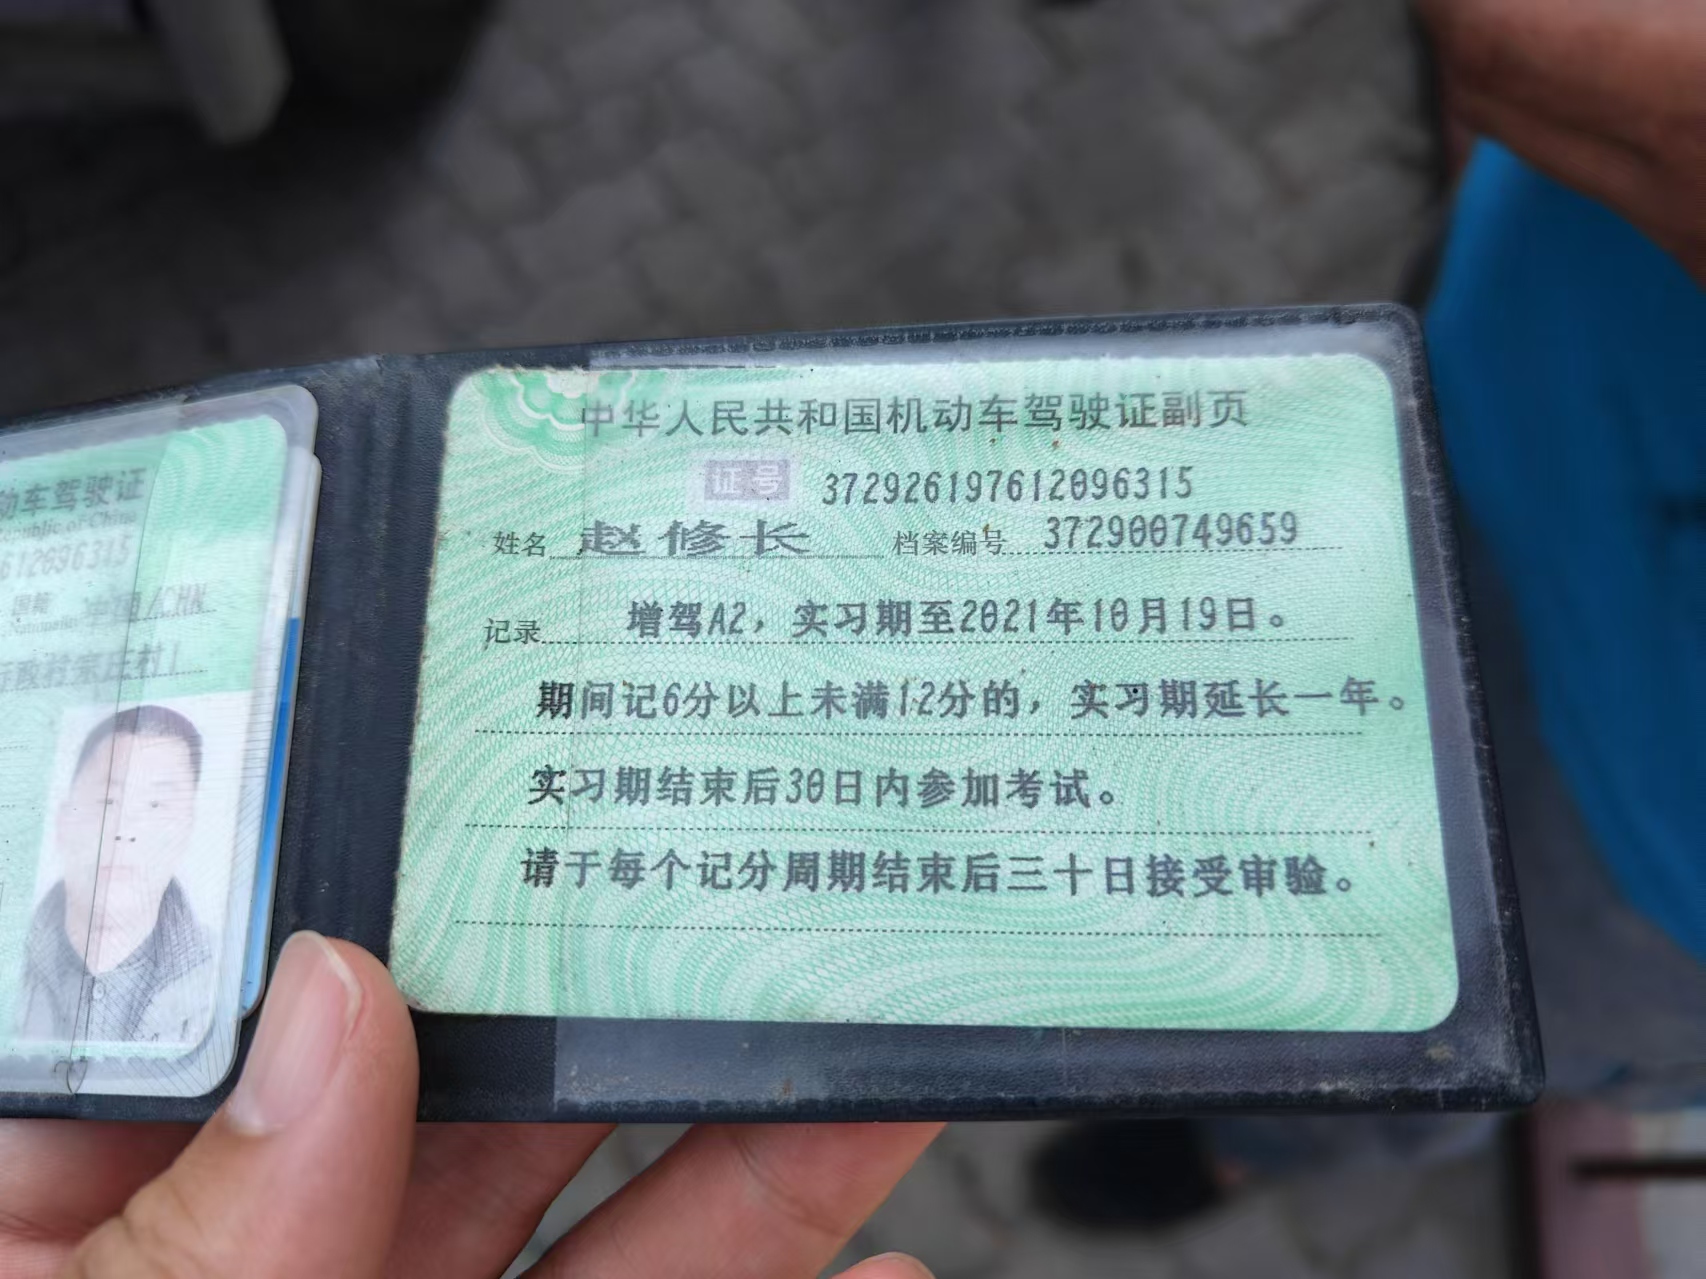 动车驾驶证
epublic of China
612096315
国籍 中国/CHN
Nationality
中华人民共和国机动车驾驶证副页
证号 372926197612096315
姓名 赵修长 档案编号 372900749659
记录 增驾A2，实习期至2021年10月19日。
期间记6分以上未满12分的，实习期延长一年。
实习期结束后30日内参加考试。
请于每个记分周期结束后三十日接受审验。